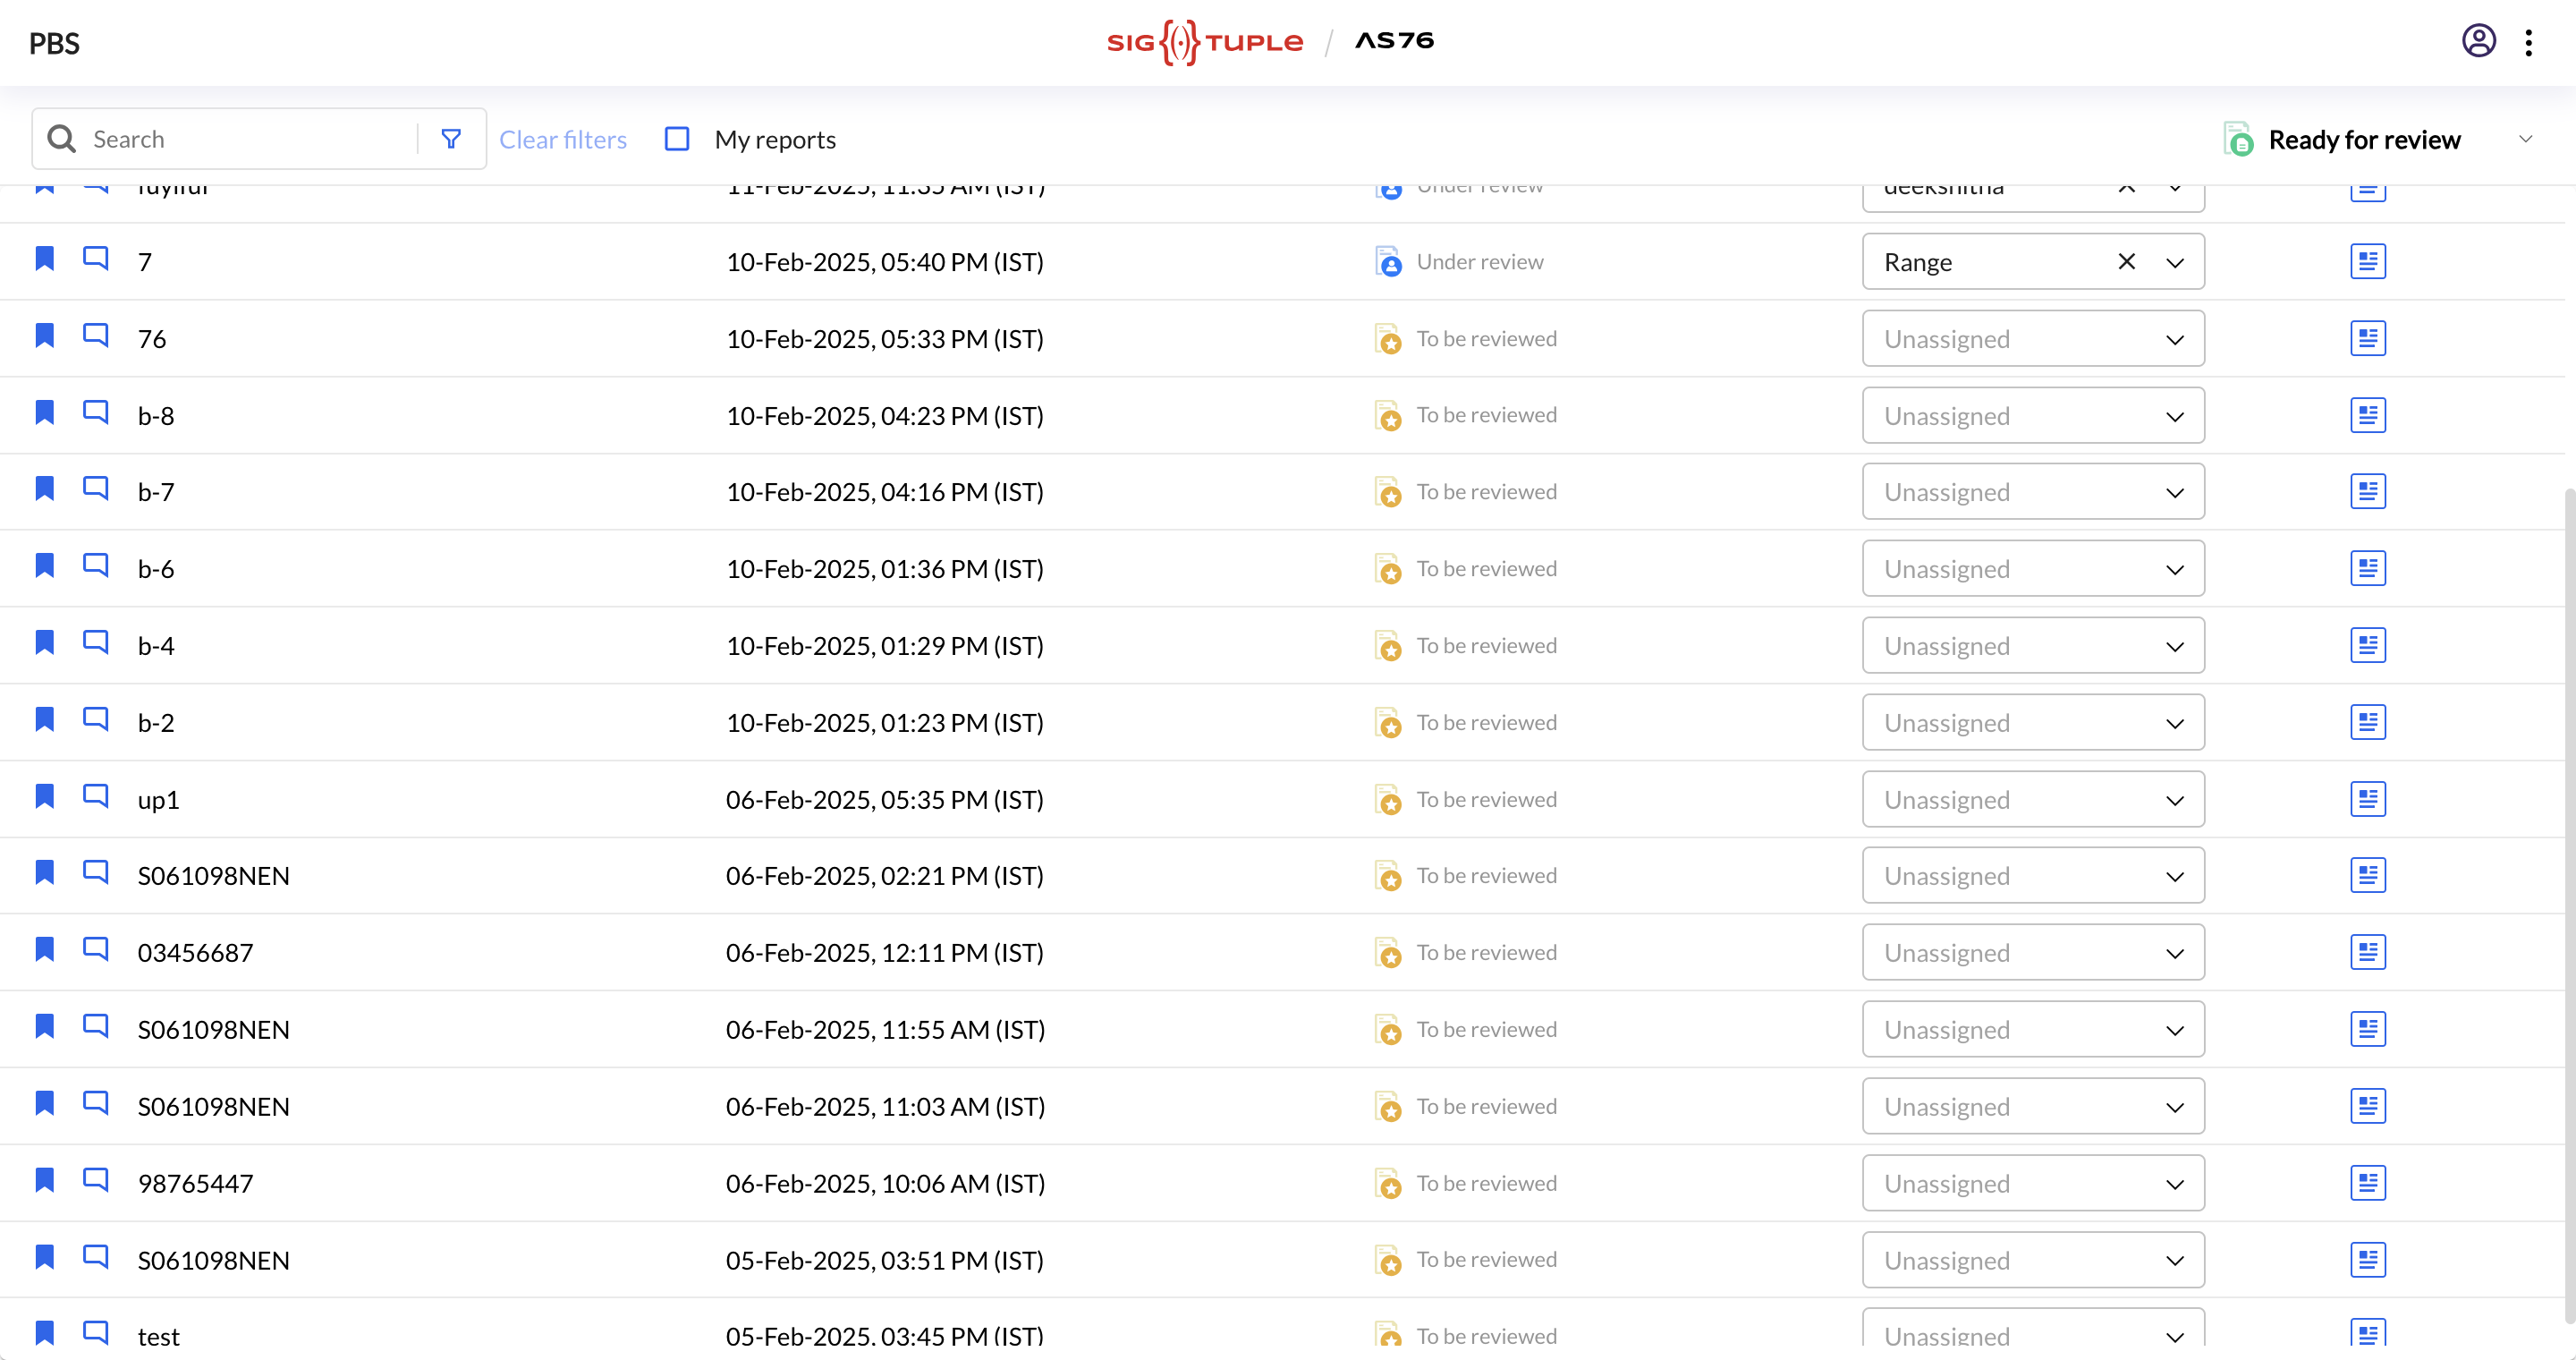 PBS
SIG TUPLE / AS76
Search
Clear filters
My reports
Ready for review
11-Feb-2025, 11:35 AM (IST) Under review deekshitha
7 10-Feb-2025, 05:40 PM (IST) Under review Range
76 10-Feb-2025, 05:33 PM (IST) To be reviewed Unassigned
b-8 10-Feb-2025, 04:23 PM (IST) To be reviewed Unassigned
b-7 10-Feb-2025, 04:16 PM (IST) To be reviewed Unassigned
b-6 10-Feb-2025, 01:36 PM (IST) To be reviewed Unassigned
b-4 10-Feb-2025, 01:29 PM (IST) To be reviewed Unassigned
b-2 10-Feb-2025, 01:23 PM (IST) To be reviewed Unassigned
up1 06-Feb-2025, 05:35 PM (IST) To be reviewed Unassigned
S061098NEN 06-Feb-2025, 02:21 PM (IST) To be reviewed Unassigned
03456687 06-Feb-2025, 12:11 PM (IST) To be reviewed Unassigned
S061098NEN 06-Feb-2025, 11:55 AM (IST) To be reviewed Unassigned
S061098NEN 06-Feb-2025, 11:03 AM (IST) To be reviewed Unassigned
98765447 06-Feb-2025, 10:06 AM (IST) To be reviewed Unassigned
S061098NEN 05-Feb-2025, 03:51 PM (IST) To be reviewed Unassigned
test 05-Feb-2025, 03:45 PM (IST) To be reviewed Unassigned